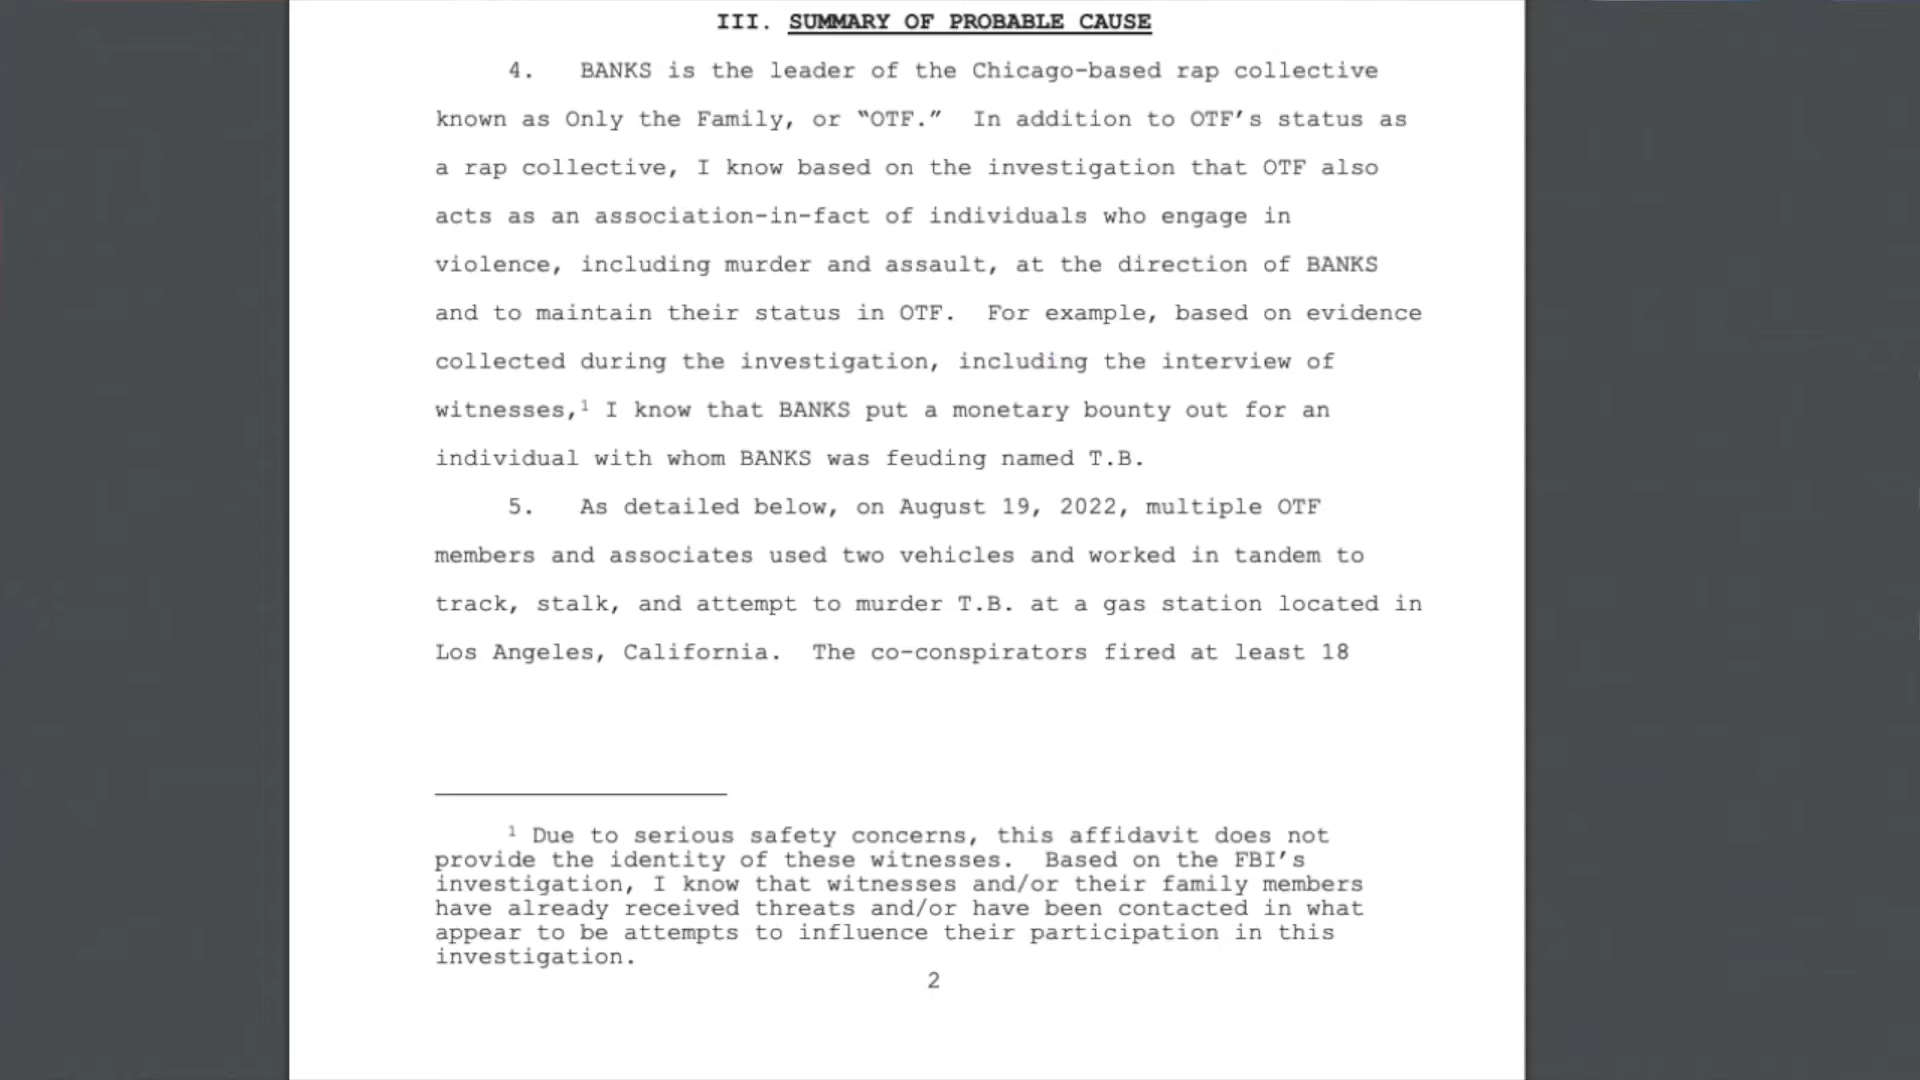 III. SUMMARY OF PROBABLE CAUSE
4. BANKS is the leader of the Chicago-based rap collective
known as Only the Family, or “OTF.” In addition to OTF’s status as
a rap collective, I know based on the investigation that OTF also
acts as an association-in-fact of individuals who engage in
violence, including murder and assault, at the direction of BANKS
and to maintain their status in OTF. For example, based on evidence
collected during the investigation, including the interview of
witnesses,¹ I know that BANKS put a monetary bounty out for an
individual with whom BANKS was feuding named T.B.
5. As detailed below, on August 19, 2022, multiple OTF
members and associates used two vehicles and worked in tandem to
track, stalk, and attempt to murder T.B. at a gas station located in
Los Angeles, California. The co-conspirators fired at least 18
¹ Due to serious safety concerns, this affidavit does not
provide the identity of these witnesses. Based on the FBI’s
investigation, I know that witnesses and/or their family members
have already received threats and/or have been contacted in what
appear to be attempts to influence their participation in this
investigation.
2